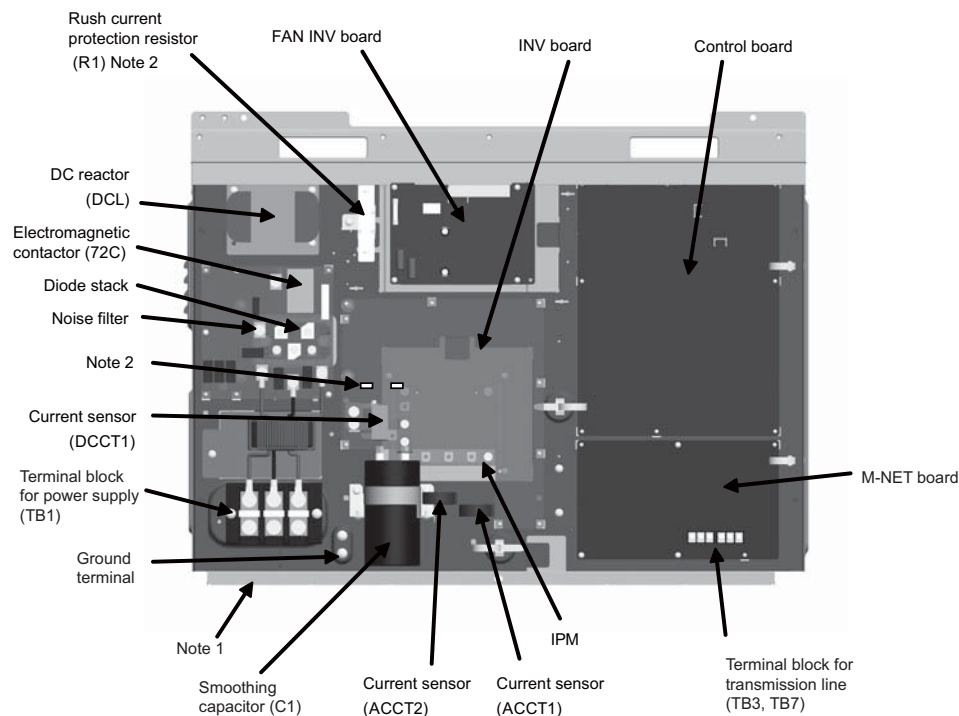 Rush current
protection resistor
(R1) Note 2
FAN INV board
INV board
Control board
DC reactor
(DCL)
Electromagnetic
contactor (72C)
Diode stack
Noise filter
Note 2
Current sensor
(DCCT1)
Terminal block
for power supply
(TB1)
Ground
terminal
Note 1
Smoothing
capacitor (C1)
Current sensor
(ACCT2)
Current sensor
(ACCT1)
IPM
M-NET board
Terminal block for
transmission line
(TB3, TB7)